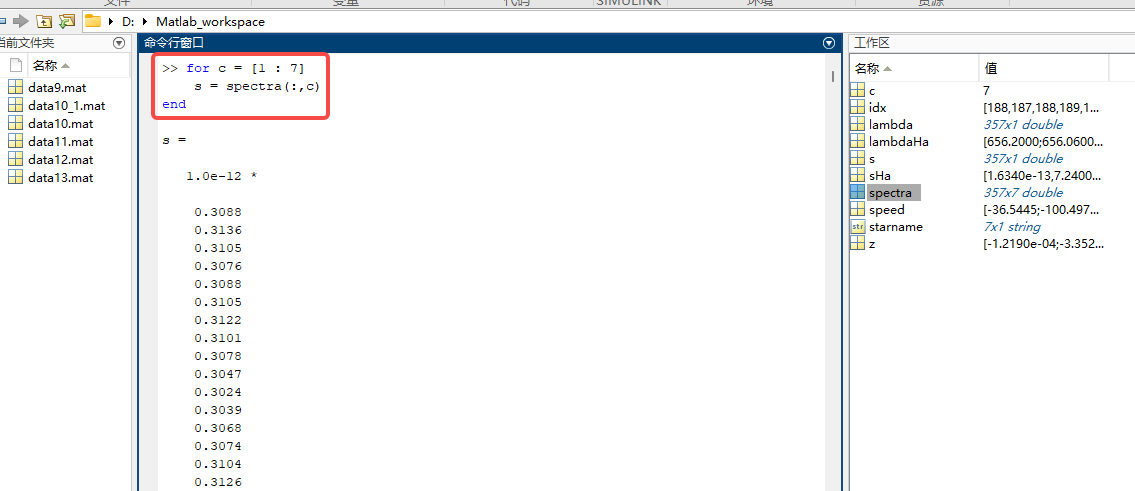 文件
变量
代码
SIMULINK
环境
资源
D:
Matlab_workspace
当前文件夹
名称
data9.mat
data10_1.mat
data10.mat
data11.mat
data12.mat
data13.mat
命令行窗口
>> for c = [1 : 7]
s = spectra(:,c)
end
s =
1.0e-12 *
0.3088
0.3136
0.3105
0.3076
0.3088
0.3105
0.3122
0.3101
0.3078
0.3047
0.3024
0.3039
0.3068
0.3074
0.3104
0.3126
工作区
名称 值
c 7
idx [188,187,188,189,1...
lambda 357x1 double
lambdaHa [656.2000;656.0600...
s 357x1 double
sHa [1.6340e-13,7.2400...
spectra 357x7 double
speed [-36.5445;-100.497...
str starname 7x1 string
z [-1.2190e-04;-3.352...